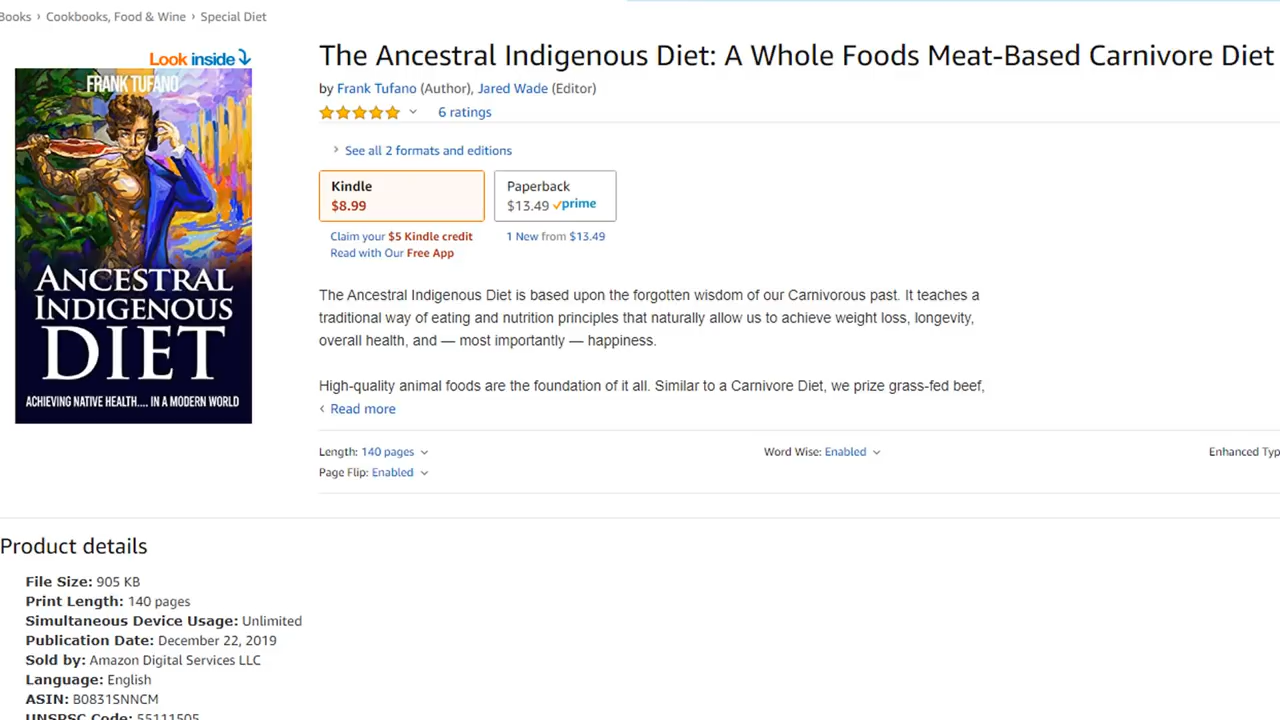 Books › Cookbooks, Food & Wine › Special Diet
Look inside
FRANK TUFANO
ANCESTRAL
INDIGENOUS
DIET
ACHIEVING NATIVE HEALTH.... IN A MODERN WORLD
The Ancestral Indigenous Diet: A Whole Foods Meat-Based Carnivore Diet
by Frank Tufano (Author), Jared Wade (Editor)
6 ratings
› See all 2 formats and editions
Kindle
$8.99
Paperback
$13.49 prime
Claim your $5 Kindle credit
Read with Our Free App
1 New from $13.49
The Ancestral Indigenous Diet is based upon the forgotten wisdom of our Carnivorous past. It teaches a
traditional way of eating and nutrition principles that naturally allow us to achieve weight loss, longevity,
overall health, and — most importantly — happiness.
High-quality animal foods are the foundation of it all. Similar to a Carnivore Diet, we prize grass-fed beef,
‹ Read more
Length: 140 pages
Word Wise: Enabled
Enhanced Typ
Page Flip: Enabled
Product details
File Size: 905 KB
Print Length: 140 pages
Simultaneous Device Usage: Unlimited
Publication Date: December 22, 2019
Sold by: Amazon Digital Services LLC
Language: English
ASIN: B0831SNNCM
UNSPSC Code: 55111505